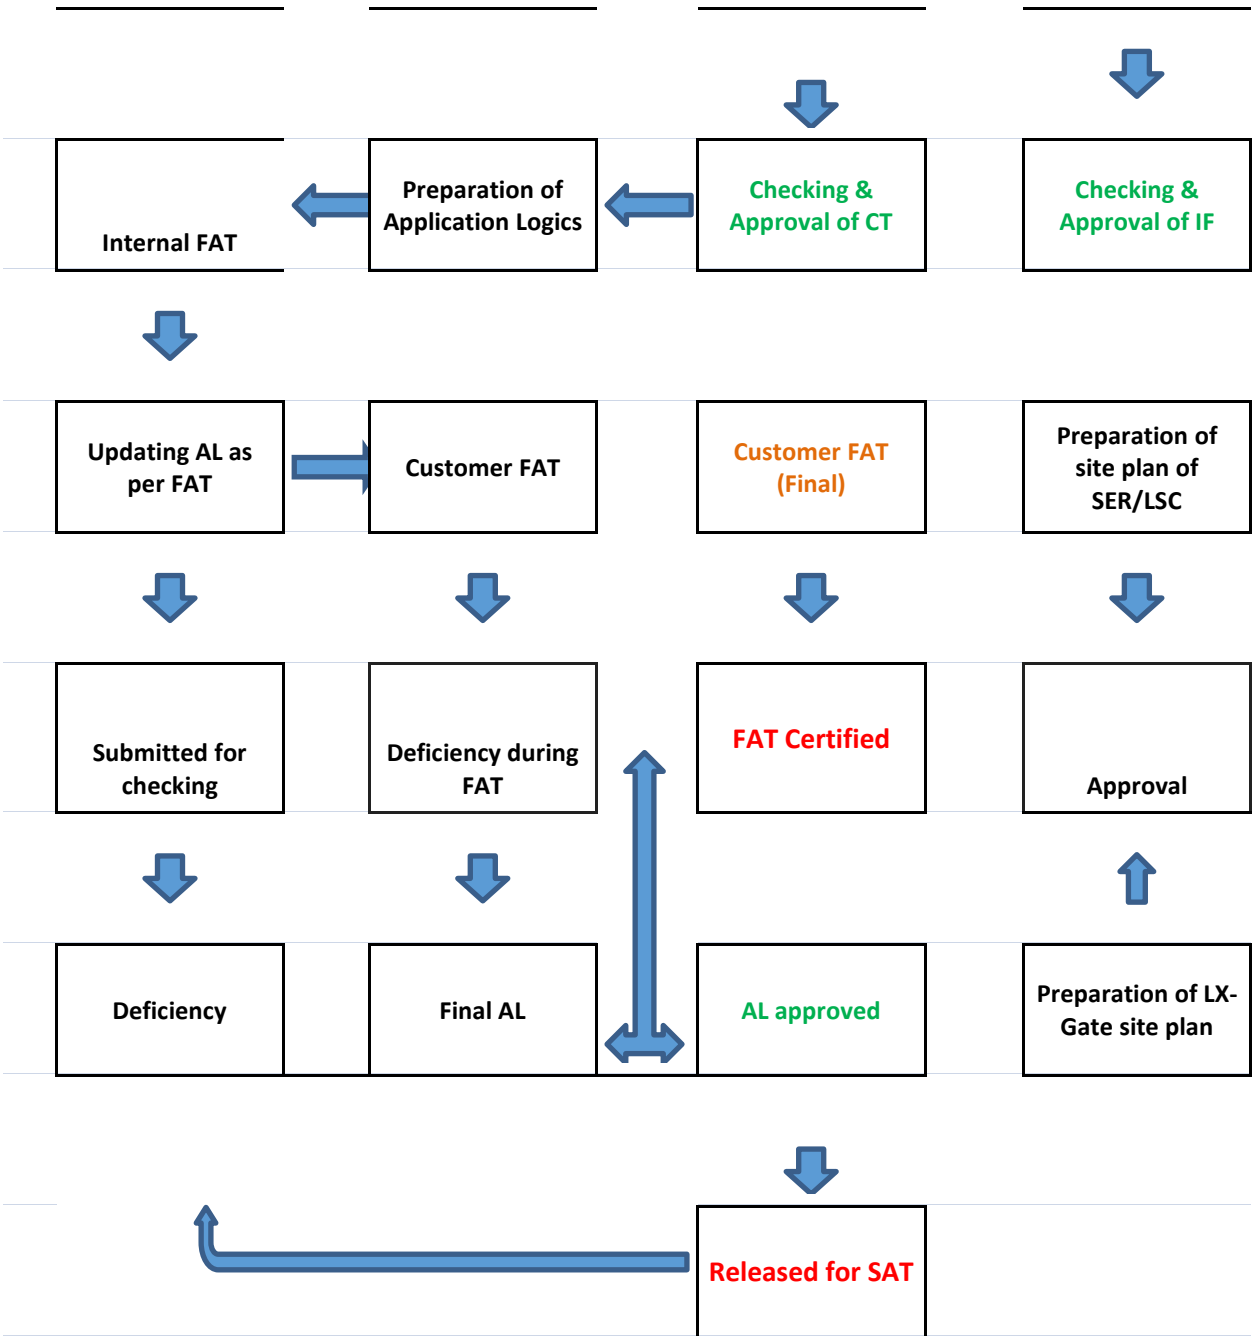 Internal FAT
Preparation of
Application Logics
Checking &
Approval of CT
Checking &
Approval of IF
Updating AL as
per FAT
Customer FAT
Customer FAT
(Final)
Preparation of
site plan of
SER/LSC
Submitted for
checking
Deficiency during
FAT
FAT Certified
Approval
Deficiency
Final AL
AL approved
Preparation of LX-
Gate site plan
Released for SAT